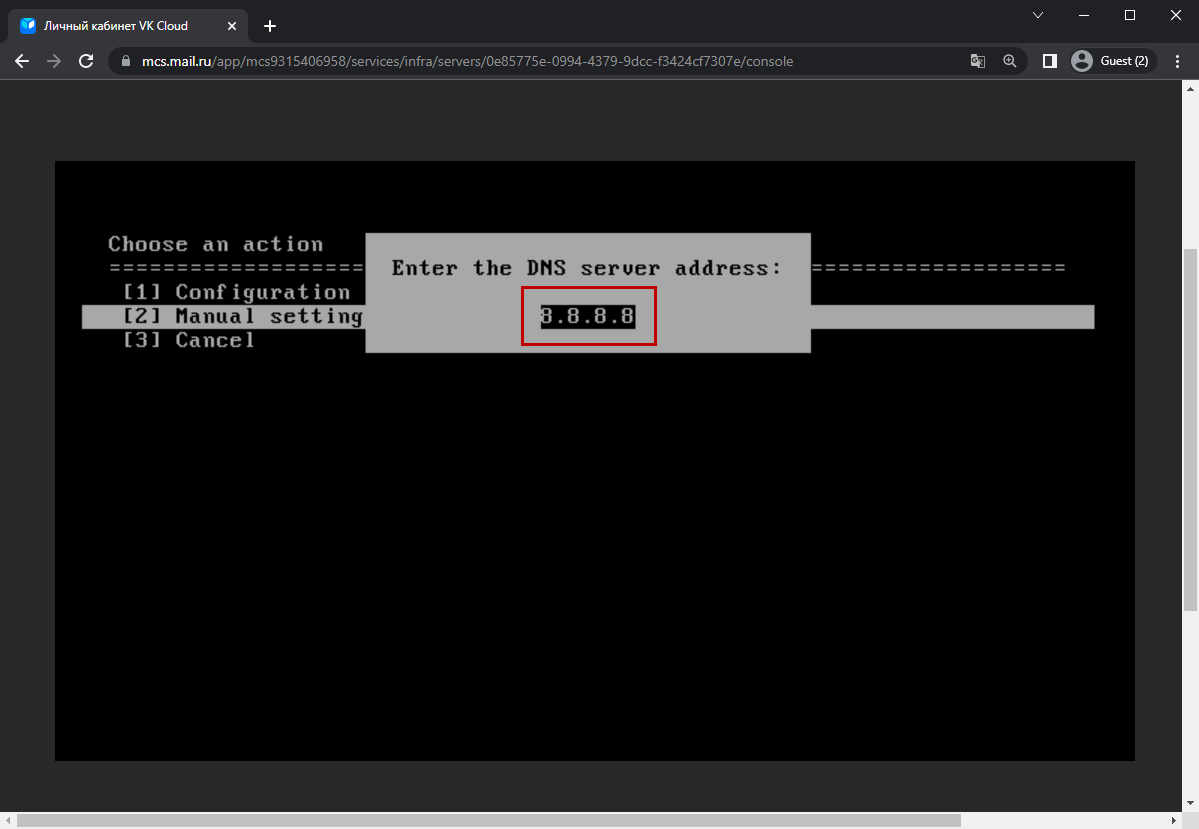 Личный кабинет VK Cloud
mcs.mail.ru/app/mcs9315406958/services/infra/servers/0e85775e-0994-4379-9dcc-f3424cf7307e/console
Guest (2)
Choose an action
Enter the DNS server address:
===================
===================
[1] Configuration
[2] Manual setting
8.8.8.8
[3] Cancel